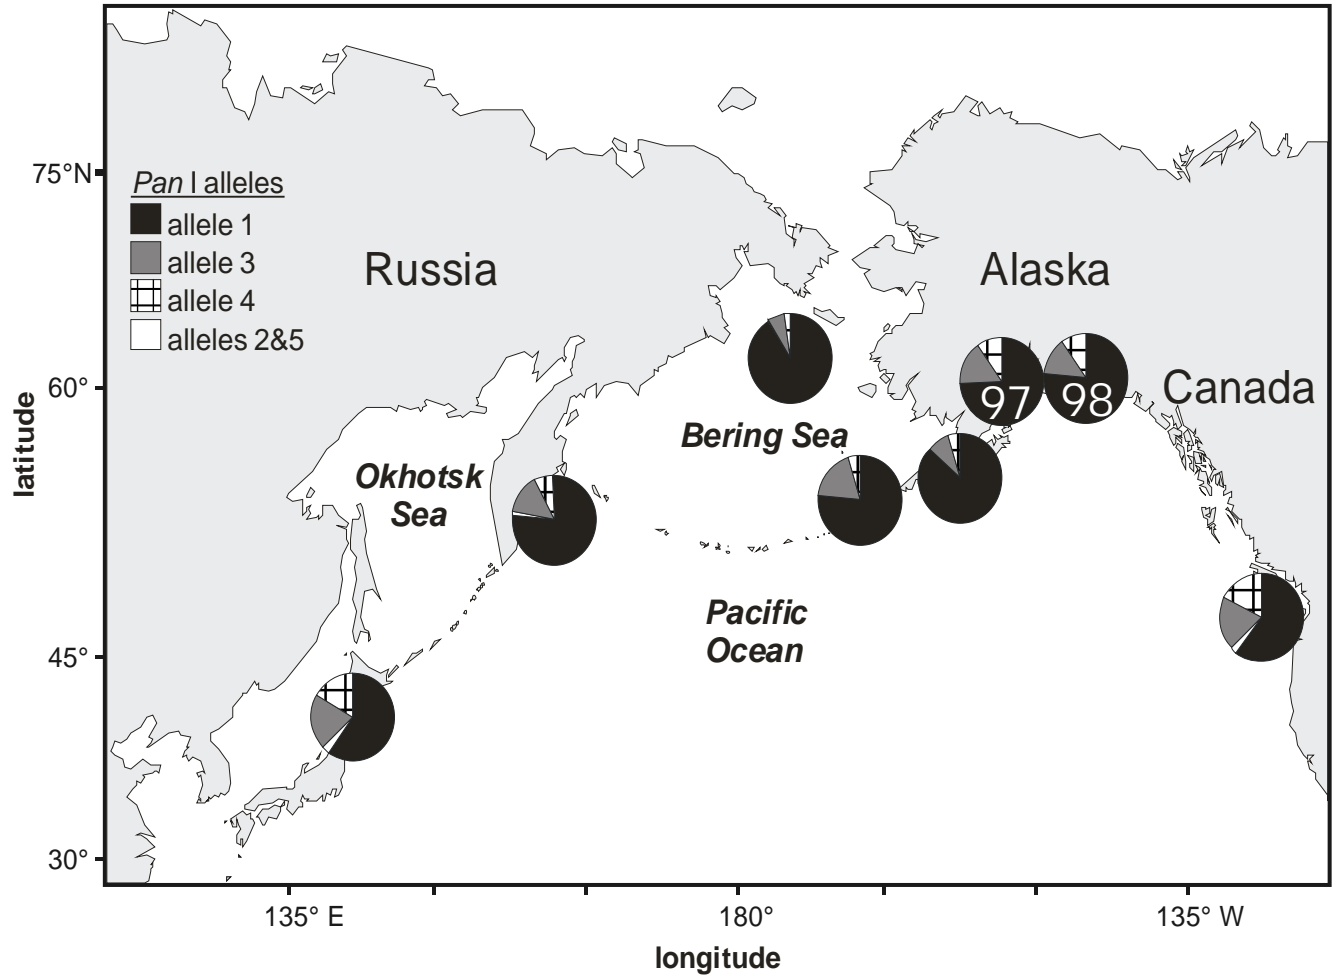 75°N
60°
45°
30°
latitude
Pan I alleles
allele 1
allele 3
allele 4
alleles 2&5
Russia
Alaska
Canada
97
98
Bering Sea
Okhotsk
Sea
Pacific
Ocean
135° E
180°
135° W
longitude